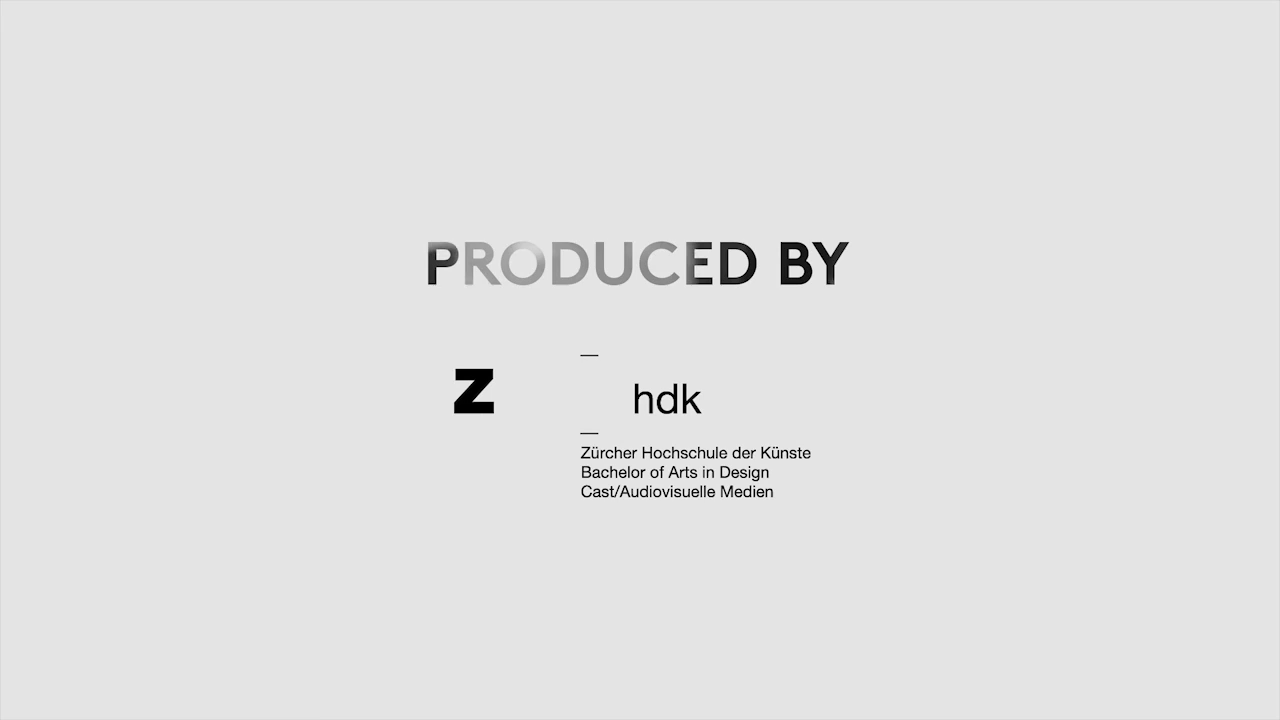 PRODUCED BY
Z hdk
Zürcher Hochschule der Künste
Bachelor of Arts in Design
Cast/Audiovisuelle Medien